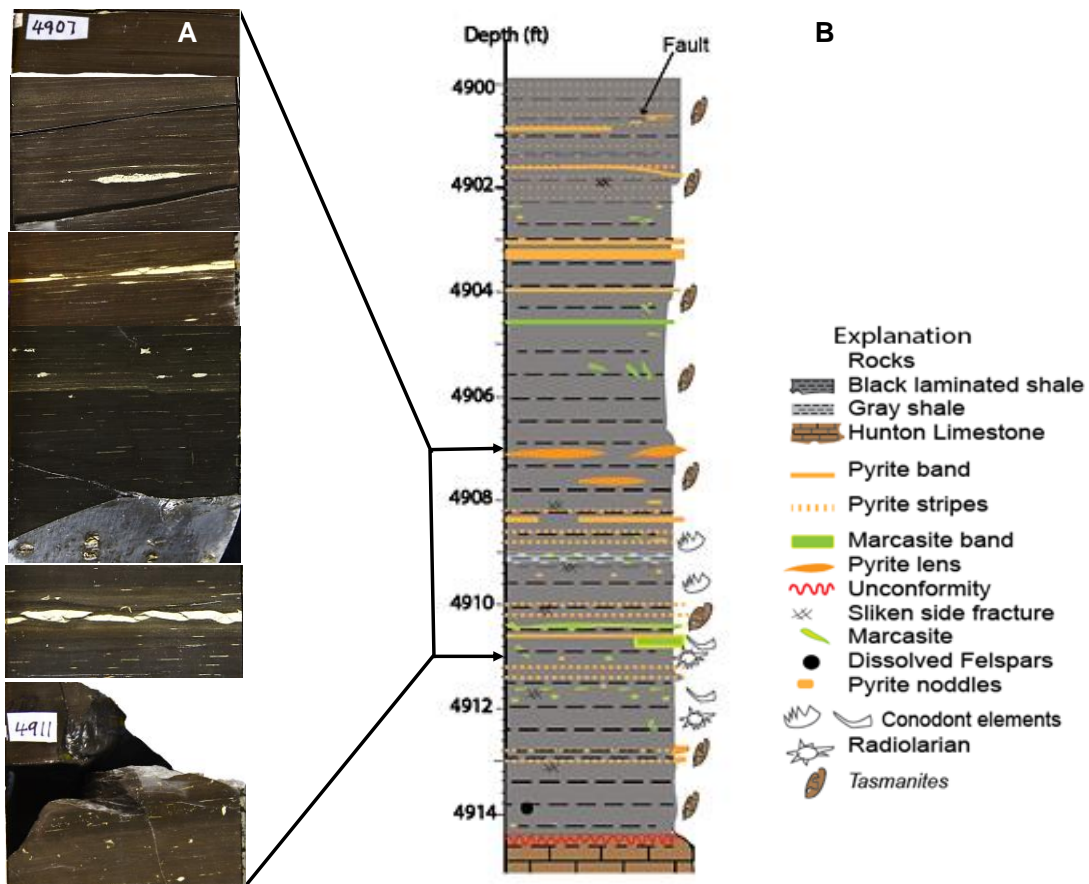 4907
A
4911
Depth (ft)
B
Fault
4900
4902
4904
4906
4908
4910
4912
4914
Explanation
Rocks
Black laminated shale
Gray shale
Hunton Limestone
Pyrite band
Pyrite stripes
Marcasite band
Pyrite lens
Unconformity
Sliken side fracture
Marcasite
Dissolved Felspars
Pyrite noddles
Conodont elements
Radiolarian
Tasmanites